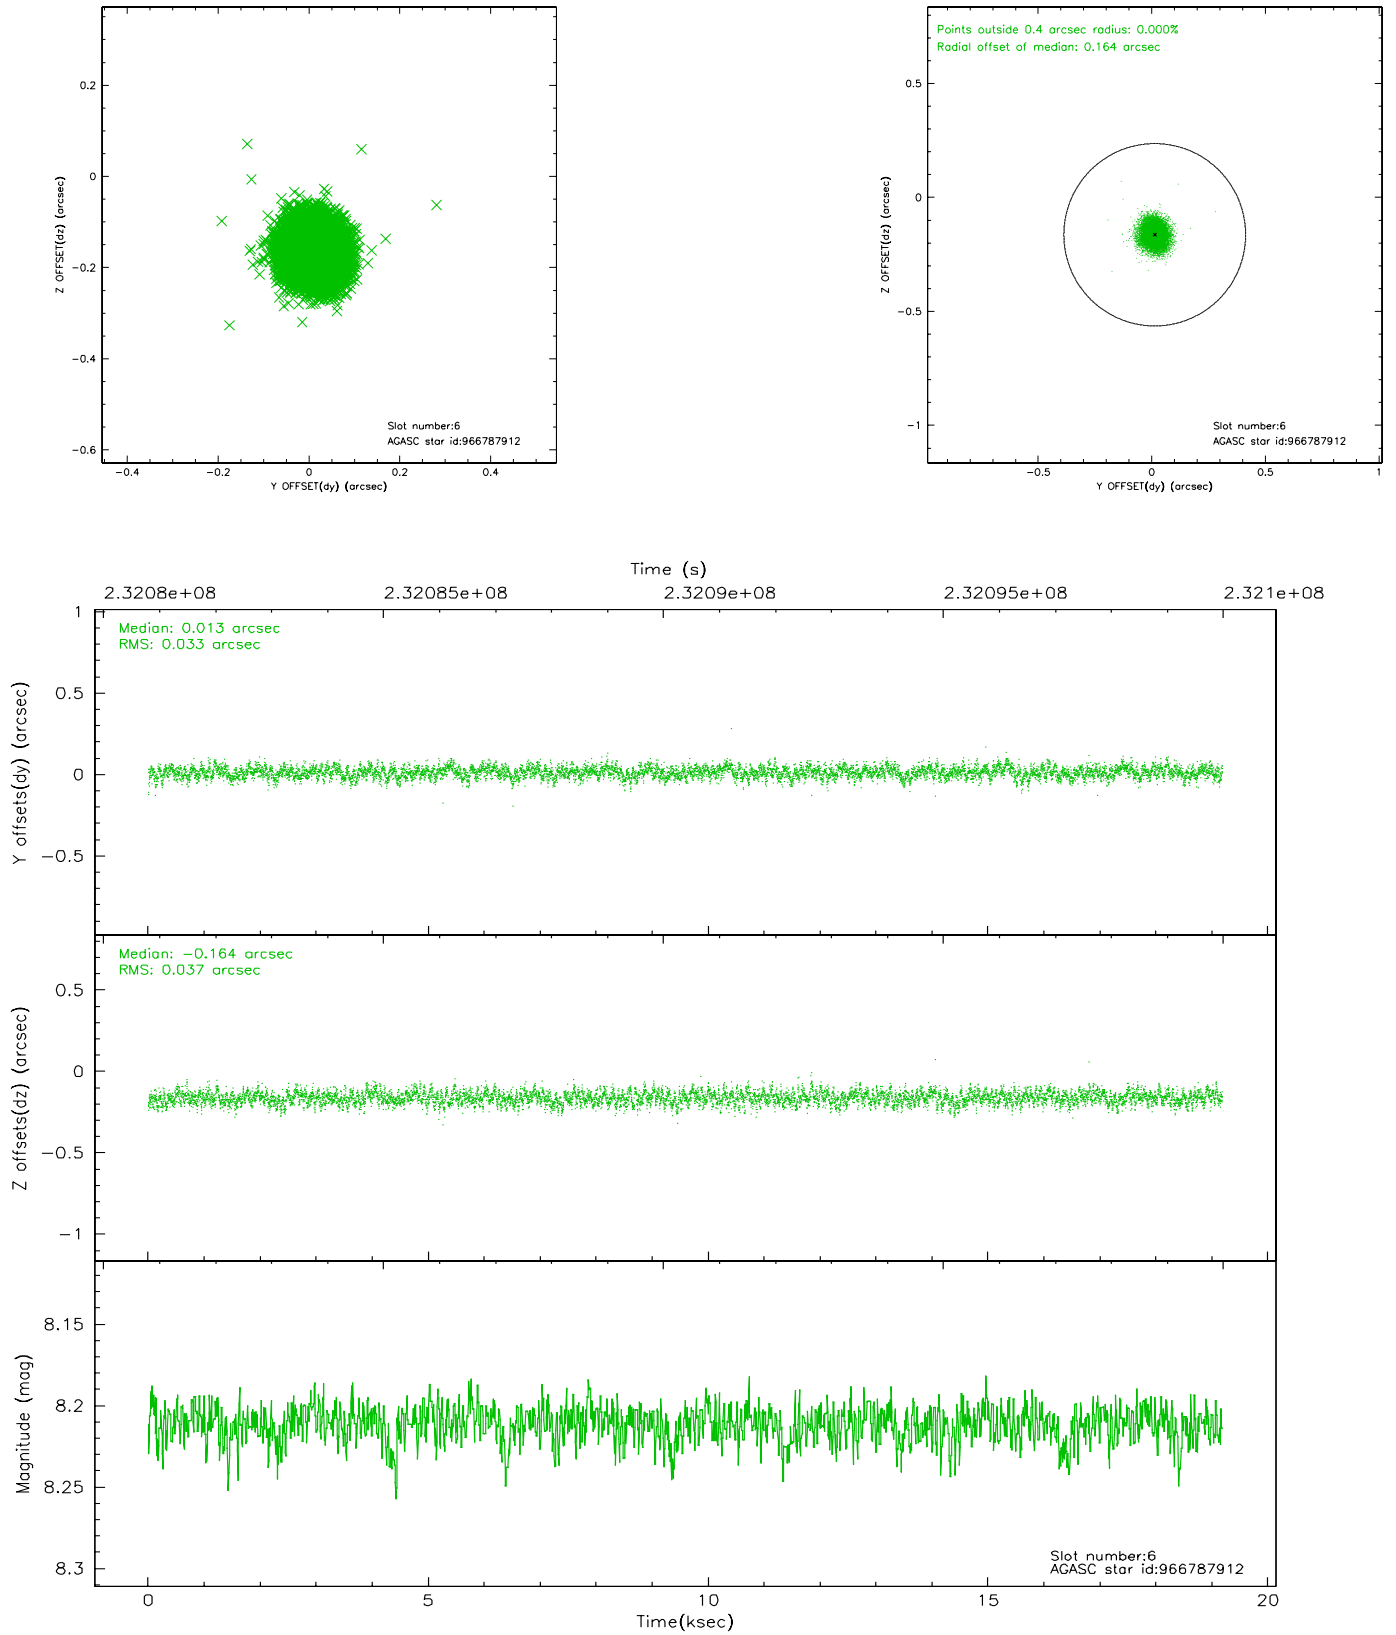 0.2
0
−0.2
−0.4
−0.6
Z OFFSET(dz) (arcsec)
Slot number:6
AGASC star id:966787912
−0.4 −0.2 0 0.2 0.4
Y OFFSET(dy) (arcsec)
Points outside 0.4 arcsec radius: 0.000%
Radial offset of median: 0.164 arcsec
0.5
0
−0.5
−1
Z OFFSET(dz) (arcsec)
Slot number:6
AGASC star id:966787912
−0.5 0 0.5 1
Y OFFSET(dy) (arcsec)
Time (s)
2.3208e+08 2.32085e+08 2.3209e+08 2.32095e+08 2.321e+08
Median: 0.013 arcsec
RMS: 0.033 arcsec
1
0.5
0
−0.5
Y offsets(dy) (arcsec)
Median: −0.164 arcsec
RMS: 0.037 arcsec
0.5
0
−0.5
−1
Z offsets(dz) (arcsec)
8.15
8.2
8.25
8.3
Magnitude (mag)
Slot number:6
AGASC star id:966787912
0 5 10 15 20
Time(ksec)